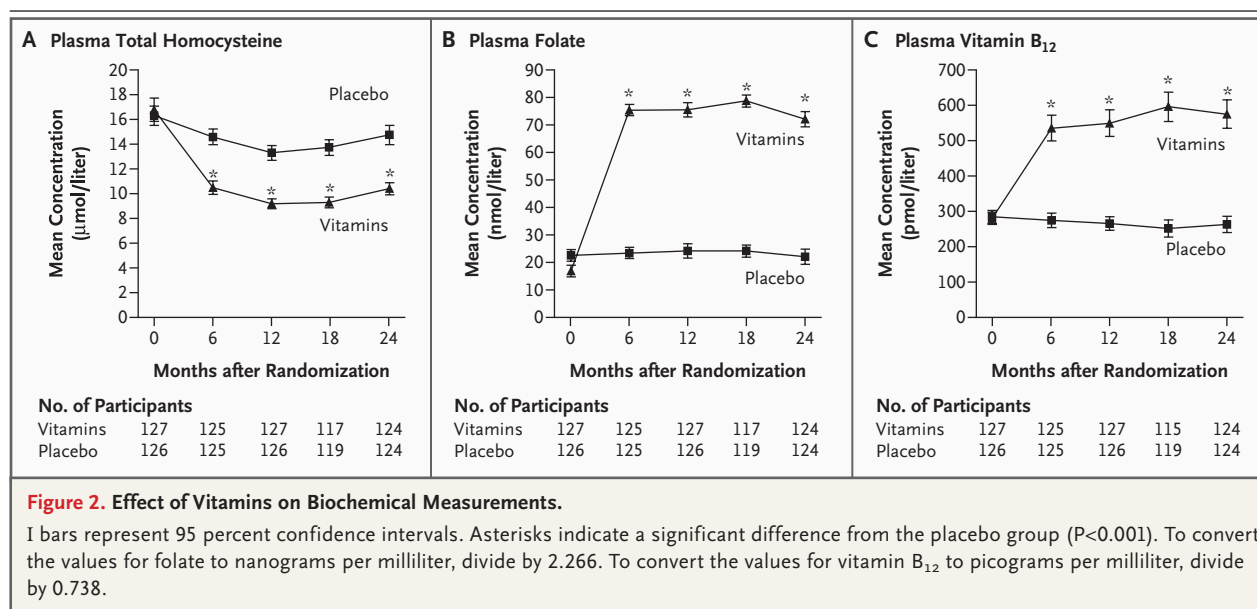 A Plasma Total Homocysteine
20
18
16
14
12
10
8
6
4
2
0
Mean Concentration
(μmol/liter)
Placebo
* * * *
Vitamins
0 6 12 18 24
Months after Randomization
No. of Participants
Vitamins 127 125 127 117 124
Placebo 126 125 126 119 124
B Plasma Folate
90
80
70
60
50
40
30
20
10
0
Mean Concentration
(nmol/liter)
* * * *
Vitamins
Placebo
0 6 12 18 24
Months after Randomization
No. of Participants
Vitamins 127 125 127 117 124
Placebo 126 125 126 119 124
C Plasma Vitamin B₁₂
700
600
500
400
300
200
100
0
Mean Concentration
(pmol/liter)
* * * *
Vitamins
Placebo
0 6 12 18 24
Months after Randomization
No. of Participants
Vitamins 127 125 127 115 124
Placebo 126 125 126 119 124
Figure 2. Effect of Vitamins on Biochemical Measurements.
I bars represent 95 percent confidence intervals. Asterisks indicate a significant difference from the placebo group (P<0.001). To convert
the values for folate to nanograms per milliliter, divide by 2.266. To convert the values for vitamin B₁₂ to picograms per milliliter, divide
by 0.738.